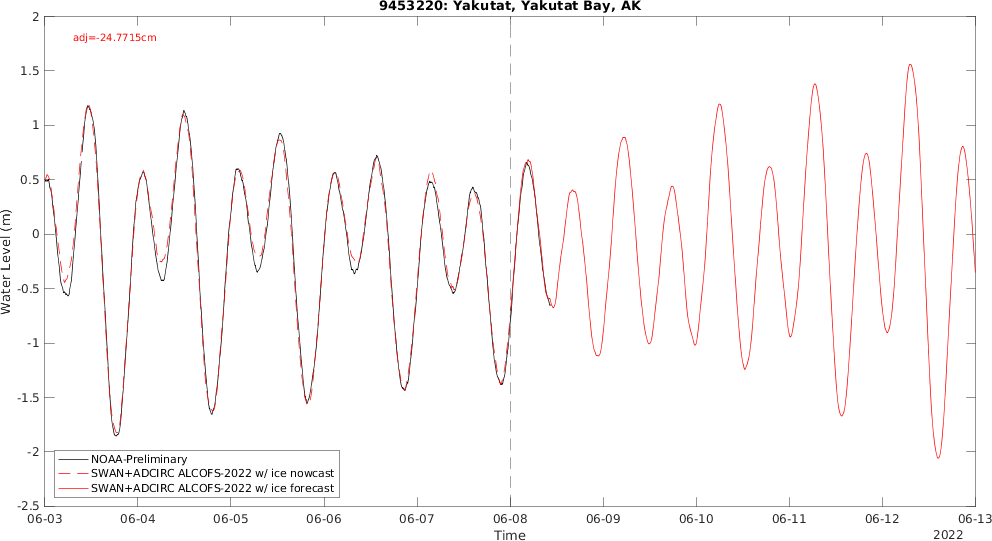 9453220: Yakutat, Yakutat Bay, AK
adj=-24.7715cm
2
1.5
1
0.5
0
-0.5
-1
-1.5
-2
-2.5
Water Level (m)
NOAA-Preliminary
SWAN+ADCIRC ALCOFS-2022 w/ ice nowcast
SWAN+ADCIRC ALCOFS-2022 w/ ice forecast
06-03 06-04 06-05 06-06 06-07 06-08 06-09 06-10 06-11 06-12 06-13
Time
2022